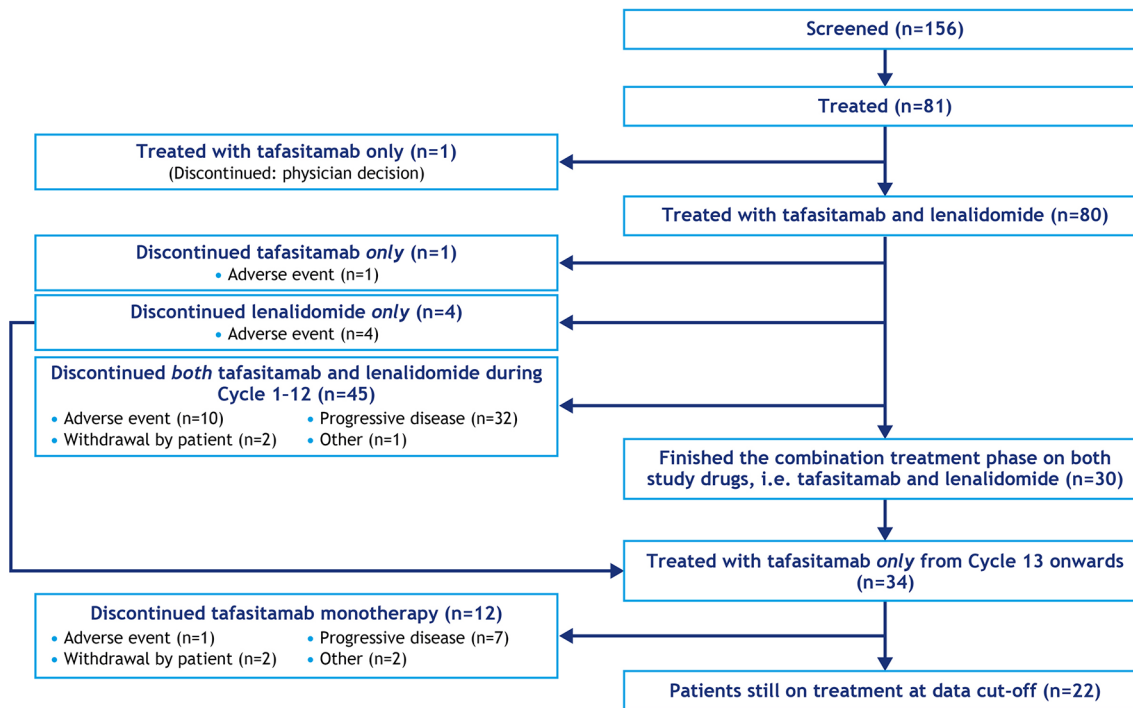 Screened (n=156)
Treated (n=81)
Treated with tafasitamab only (n=1)
(Discontinued: physician decision)
Treated with tafasitamab and lenalidomide (n=80)
Discontinued tafasitamab only (n=1)
• Adverse event (n=1)
Discontinued lenalidomide only (n=4)
• Adverse event (n=4)
Discontinued both tafasitamab and lenalidomide during
Cycle 1–12 (n=45)
• Adverse event (n=10) • Progressive disease (n=32)
• Withdrawal by patient (n=2) • Other (n=1)
Finished the combination treatment phase on both
study drugs, i.e. tafasitamab and lenalidomide (n=30)
Treated with tafasitamab only from Cycle 13 onwards
(n=34)
Discontinued tafasitamab monotherapy (n=12)
• Adverse event (n=1) • Progressive disease (n=7)
• Withdrawal by patient (n=2) • Other (n=2)
Patients still on treatment at data cut-off (n=22)